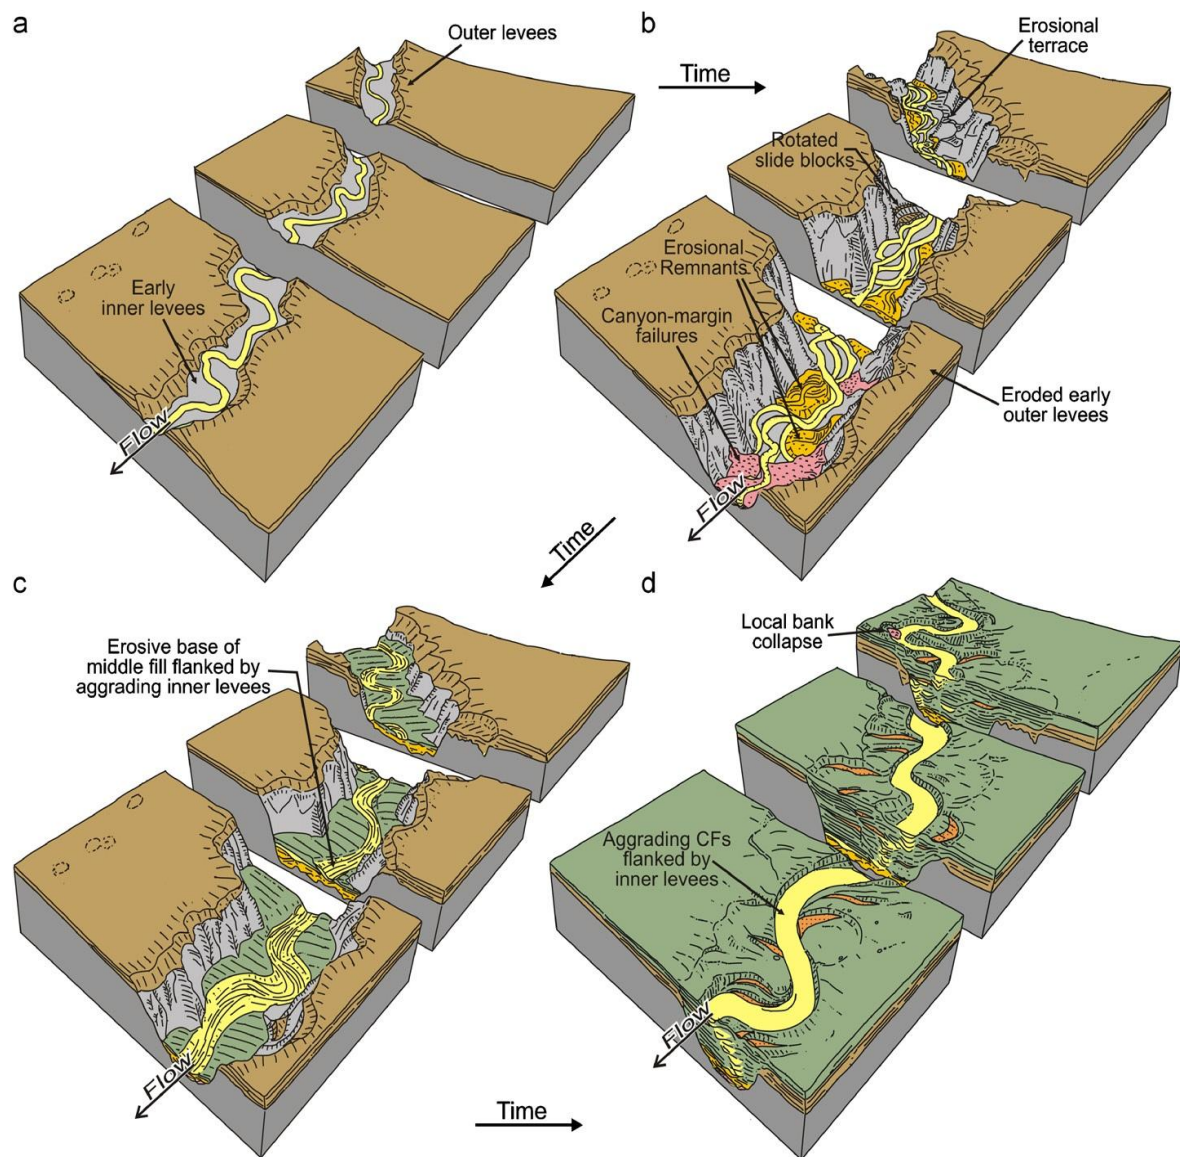 a
Outer levees
Early
inner levees
Flow
b
Time
Erosional
terrace
Rotated
slide blocks
Erosional
Remnants
Canyon-margin
failures
Eroded early
outer levees
Flow
Time
c
Erosive base of
middle fill flanked by
aggrading inner levees
Flow
Time
d
Local bank
collapse
Aggrading CFs
flanked by
inner levees
Flow